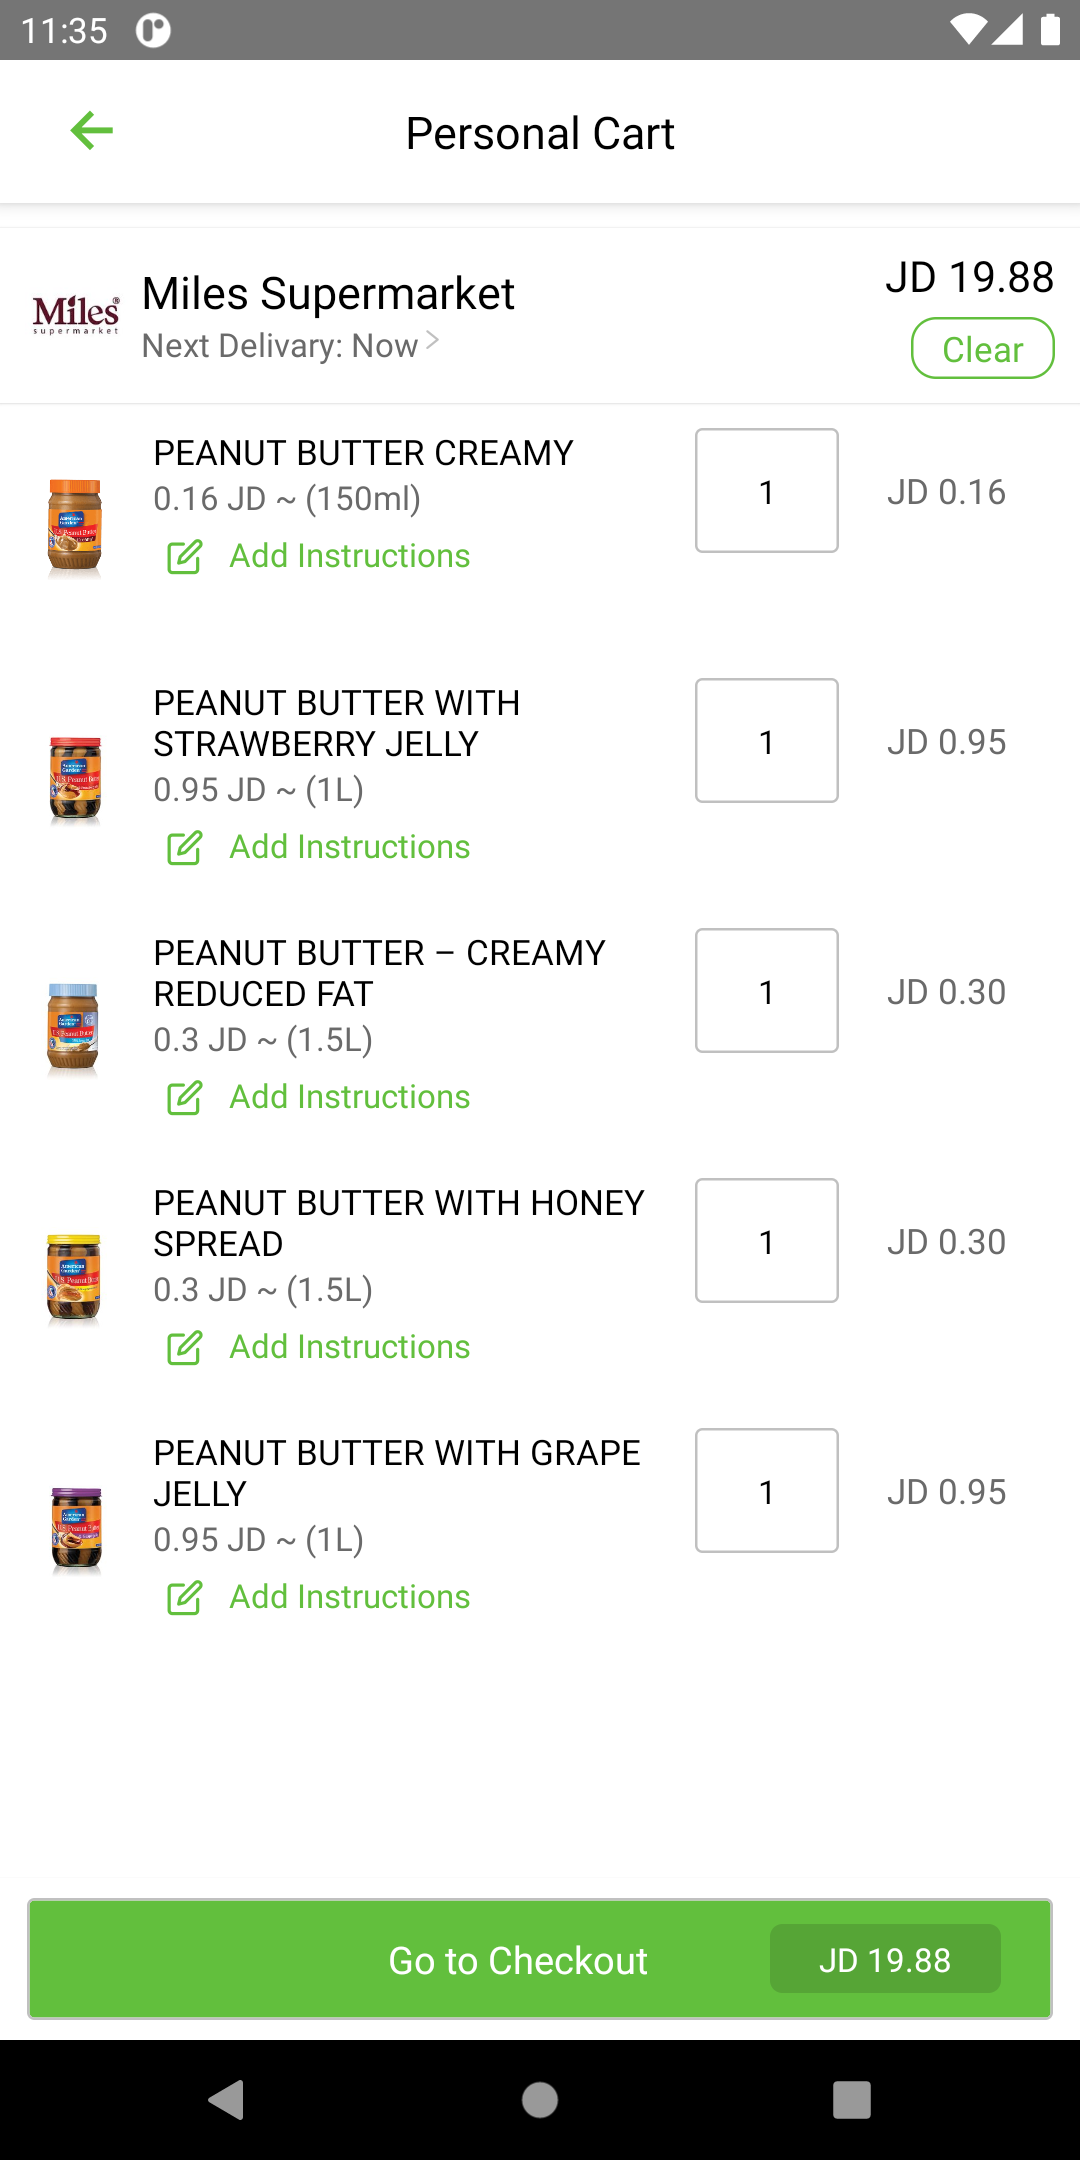 11:35
Personal Cart
Miles Supermarket
JD 19.88
Miles®
supermarket
Next Delivary: Now
Clear
PEANUT BUTTER CREAMY
0.16 JD ~ (150ml)
1
JD 0.16
Add Instructions
PEANUT BUTTER WITH
STRAWBERRY JELLY
0.95 JD ~ (1L)
1
JD 0.95
Add Instructions
PEANUT BUTTER – CREAMY
REDUCED FAT
0.3 JD ~ (1.5L)
1
JD 0.30
Add Instructions
PEANUT BUTTER WITH HONEY
SPREAD
0.3 JD ~ (1.5L)
1
JD 0.30
Add Instructions
PEANUT BUTTER WITH GRAPE
JELLY
0.95 JD ~ (1L)
1
JD 0.95
Add Instructions
Go to Checkout
JD 19.88